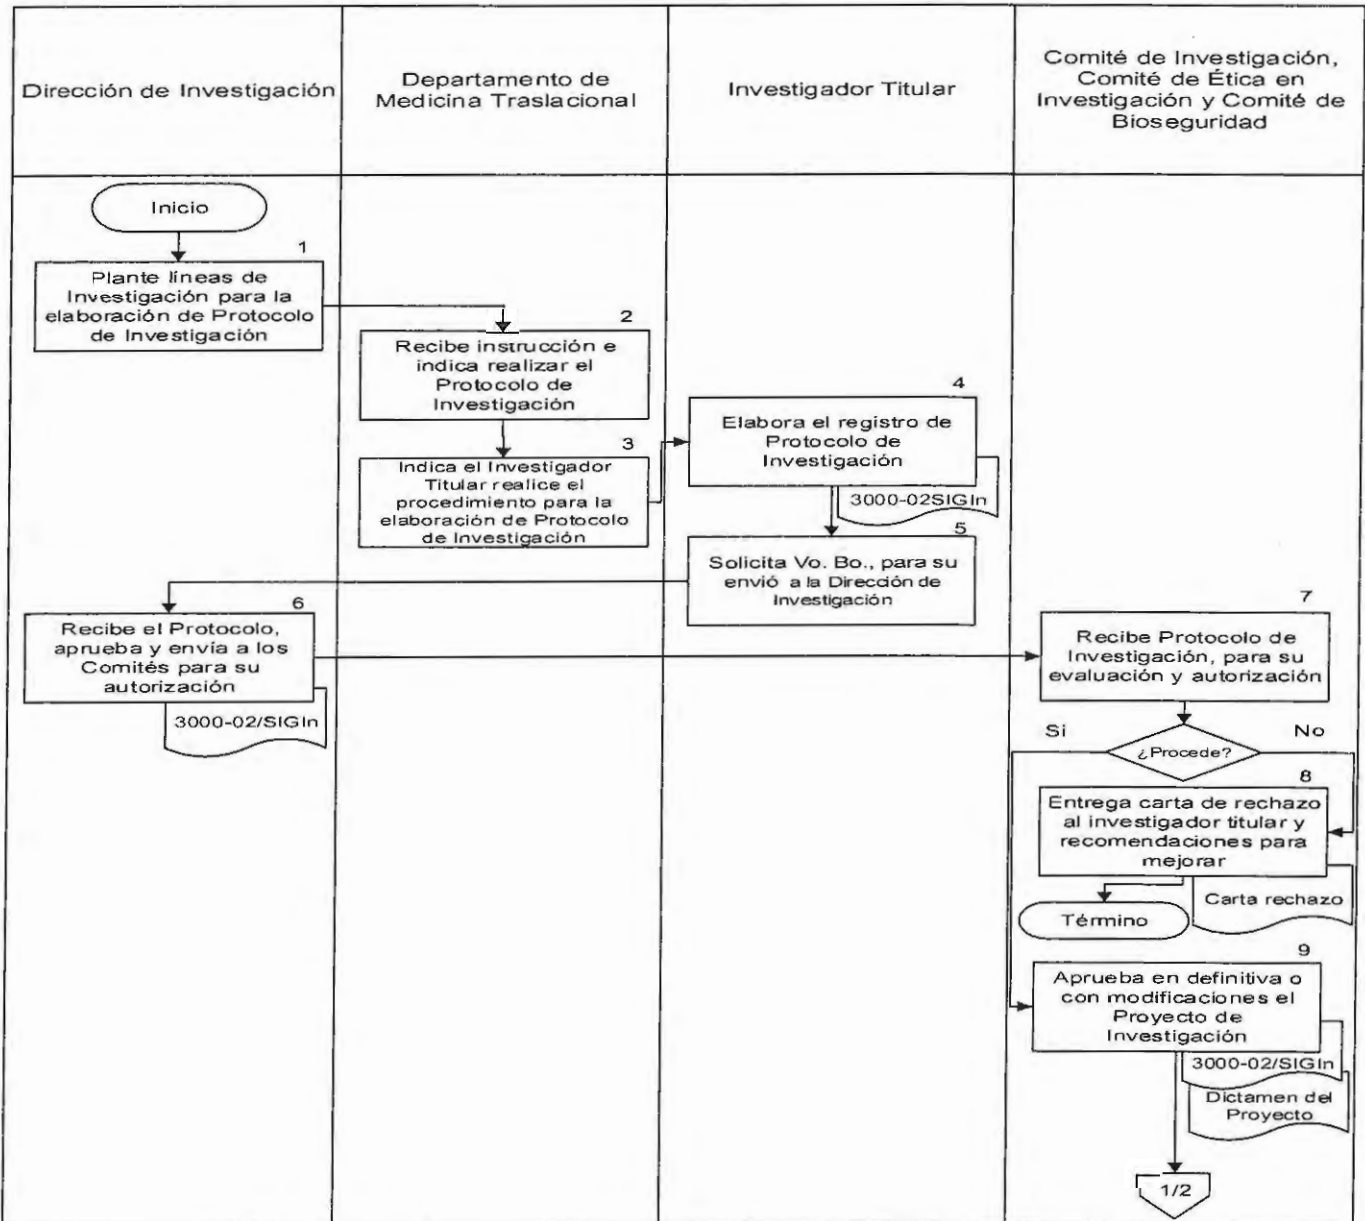 Dirección de Investigación
Departamento de
Medicina Traslacional
Investigador Titular
Comité de Investigación,
Comité de Ética en
Investigación y Comité de
Bioseguridad
Inicio
1
Plante líneas de
Investigación para la
elaboración de Protocolo
de Investigación
2
Recibe instrucción e
indica realizar el
Protocolo de
Investigación
3
Indica el Investigador
Titular realice el
procedimiento para la
elaboración de Protocolo
de Investigación
4
Elabora el registro de
Protocolo de
Investigación
3000-02SIGIn
5
Solicita Vo. Bo., para su
envió a la Dirección de
Investigación
6
Recibe el Protocolo,
aprueba y envía a los
Comités para su
autorización
3000-02/SIGIn
7
Recibe Protocolo de
Investigación, para su
evaluación y autorización
Si
¿Procede?
No
8
Entrega carta de rechazo
al investigador titular y
recomendaciones para
mejorar
Carta rechazo
Término
9
Aprueba en definitiva o
con modificaciones el
Proyecto de
Investigación
3000-02/SIGIn
Dictamen del
Proyecto
1/2